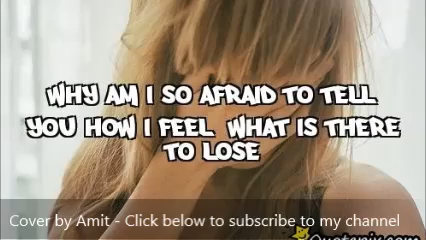 WHY AM I SO AFRAID TO TELL
YOU HOW I FEEL WHAT IS THERE
TO LOSE
Cover by Amit - Click below to subscribe to my channel